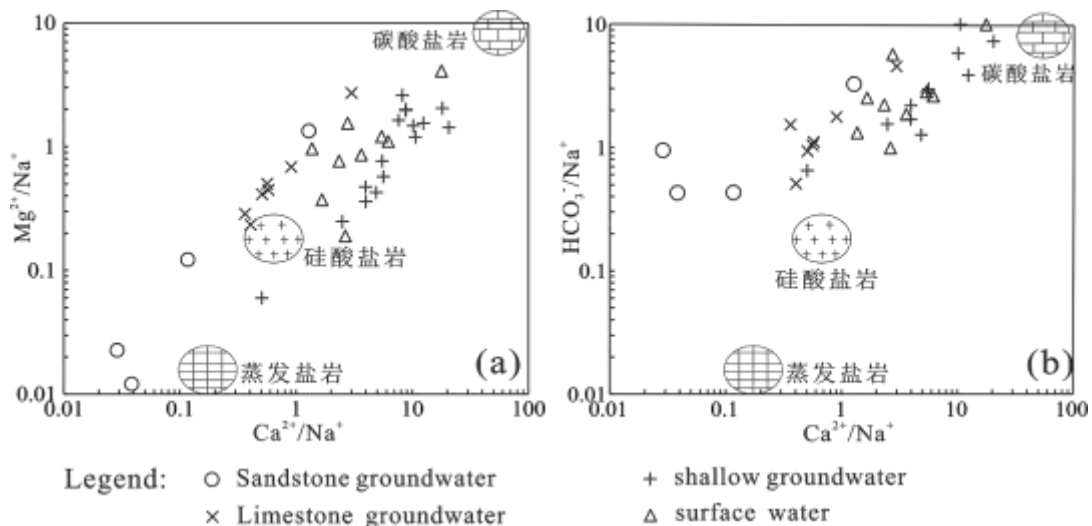 10
碳酸盐岩
1
Mg²⁺/Na⁺
硅酸盐岩
0.1
蒸发盐岩
(a)
0.01
0.01 0.1 1 10 100
Ca²⁺/Na⁺
10
碳酸盐岩
1
HCO₃⁻/Na⁺
硅酸盐岩
0.1
蒸发盐岩
(b)
0.01
0.01 0.1 1 10 100
Ca²⁺/Na⁺
Legend: Sandstone groundwater shallow groundwater
Limestone groundwater surface water